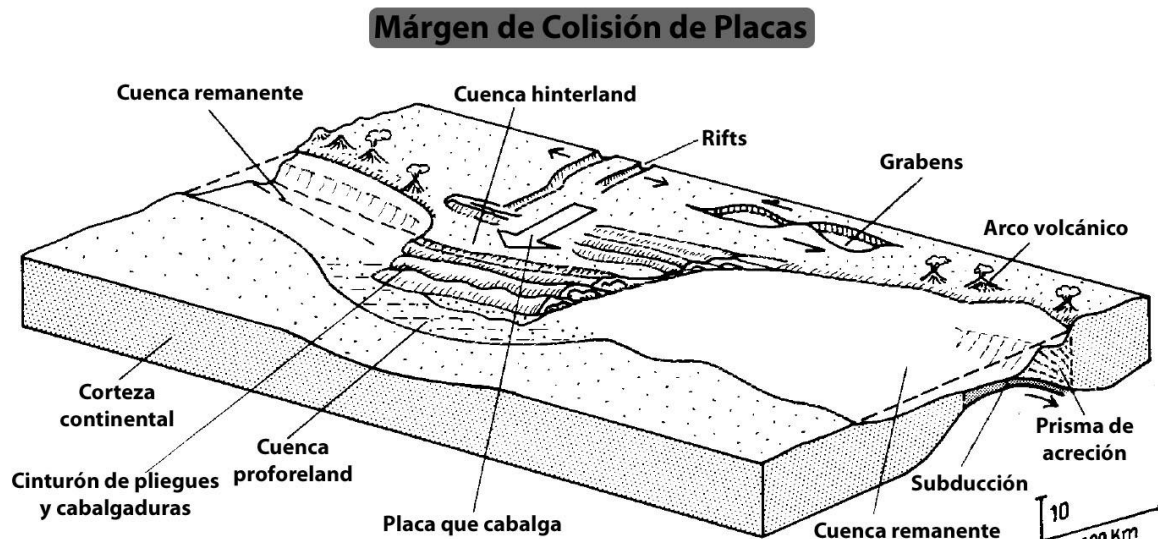 Márgen de Colisión de Placas
Cuenca remanente
Cuenca hinterland
Rifts
Grabens
Arco volcánico
Corteza
continental
Cuenca
proforeland
Cinturón de pliegues
y cabalgaduras
Placa que cabalga
Subducción
Prisma de
acreción
Cuenca remanente
10
Km